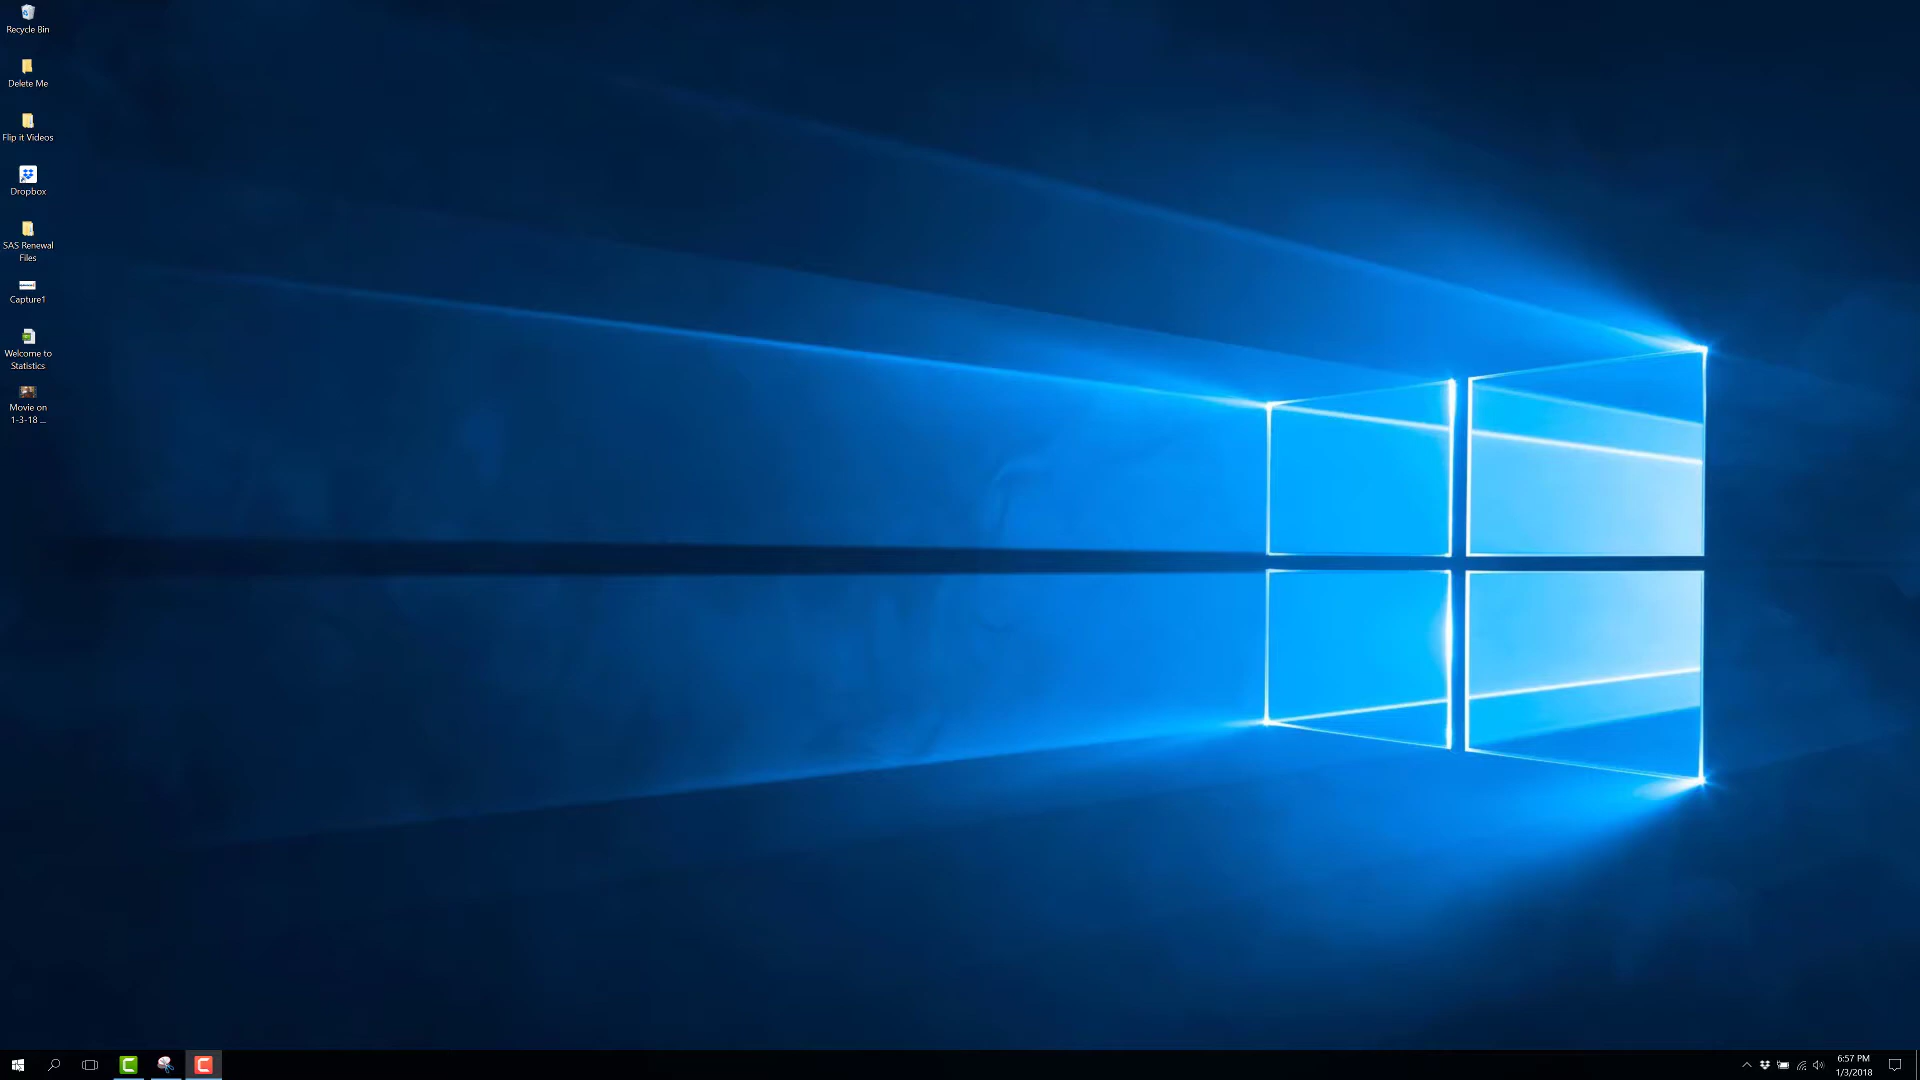 Recycle Bin
Delete Me
Flip it Videos
Dropbox
SAS Renewal
Files
Capture1
Welcome to
Statistics
Movie on
1-3-18 ...
6:57 PM
1/3/2018